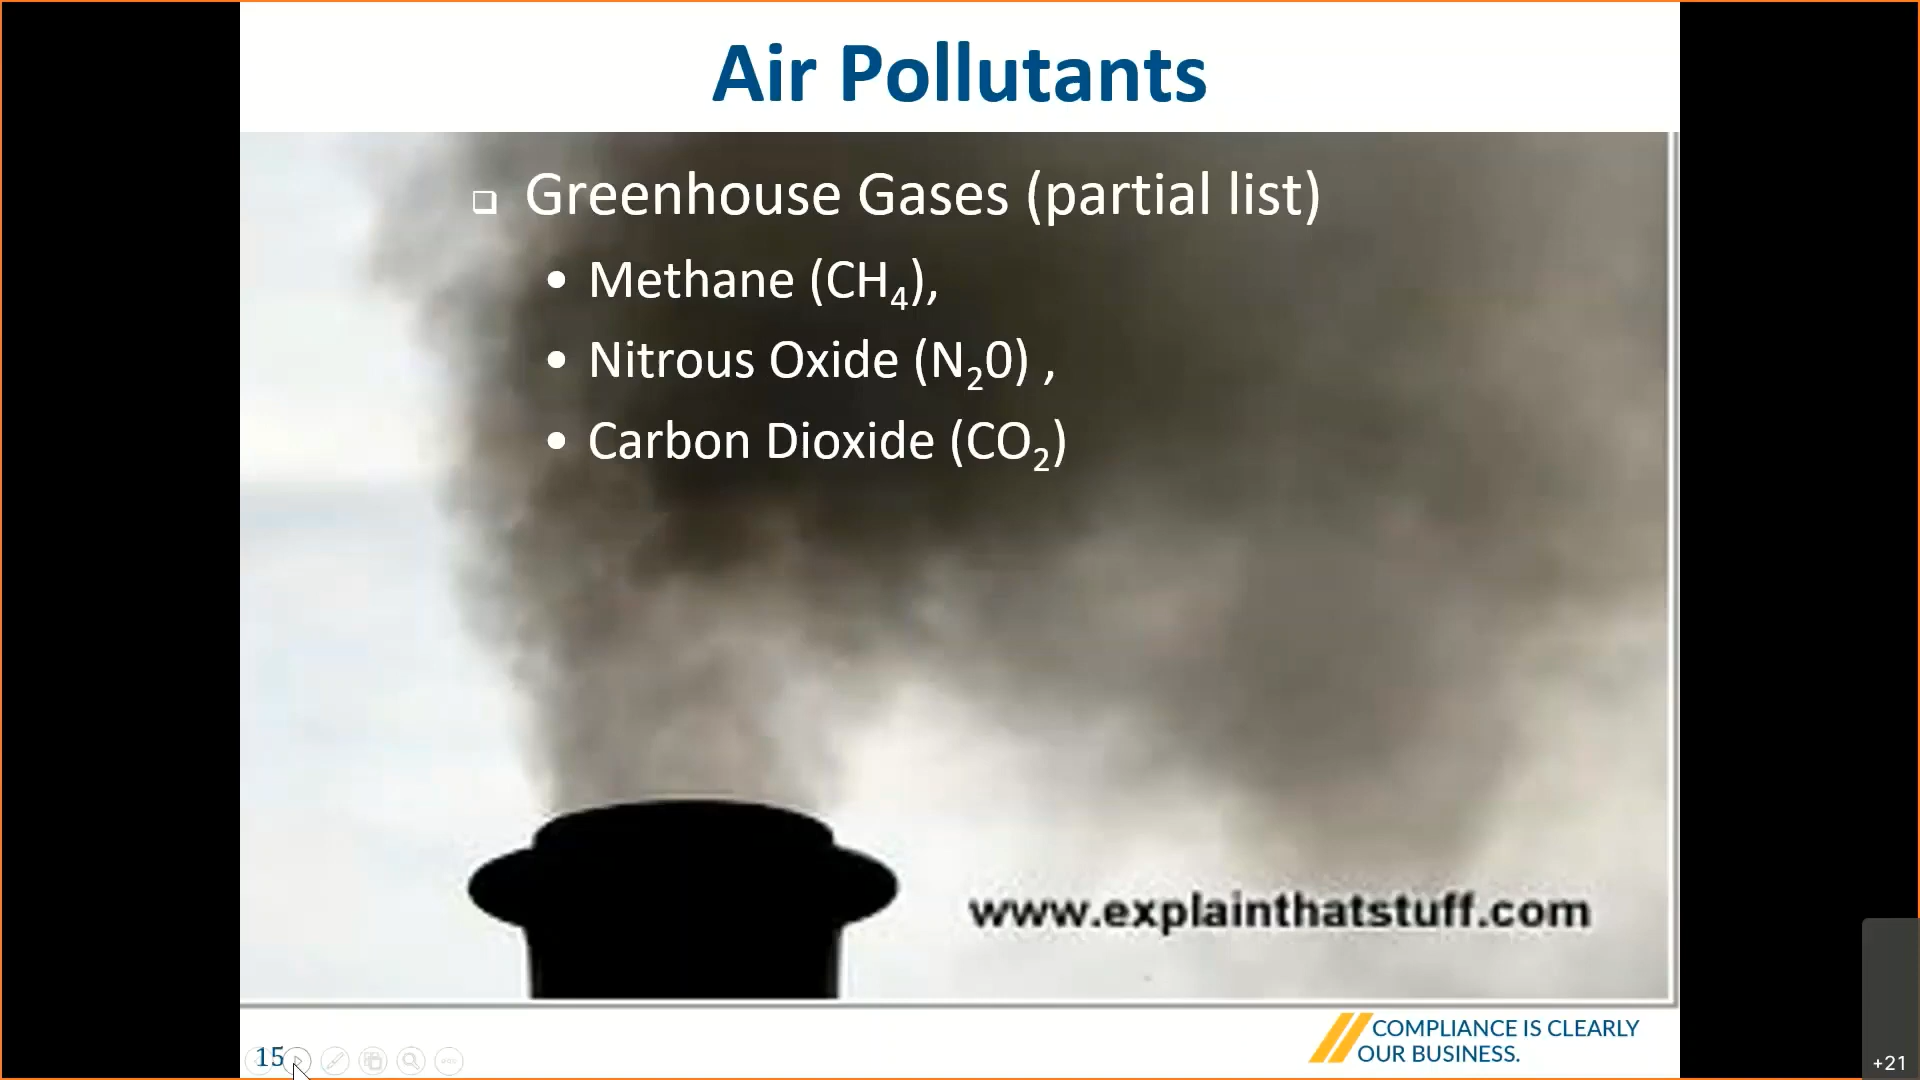 Air Pollutants
Greenhouse Gases (partial list)
• Methane (CH₄),
• Nitrous Oxide (N₂0) ,
• Carbon Dioxide (CO₂)
www.explainthatstuff.com
COMPLIANCE IS CLEARLY
OUR BUSINESS.
15
+21